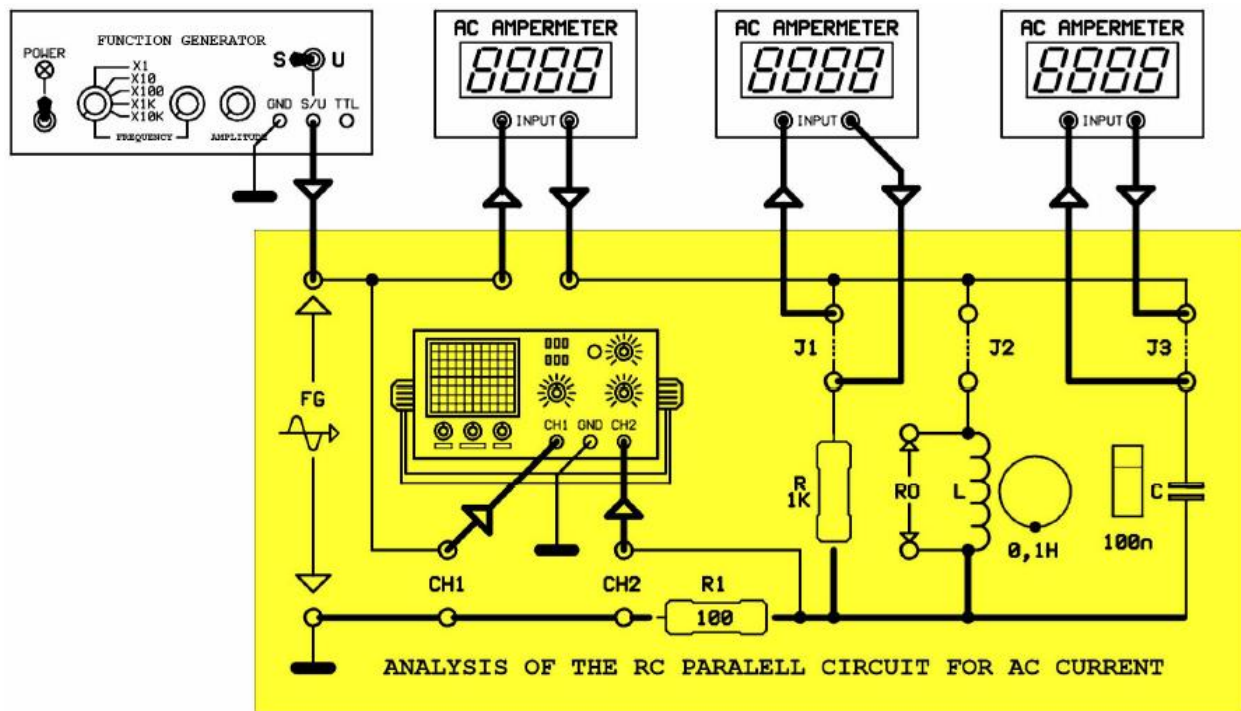 FUNCTION GENERATOR
POWER
X1
X10
X100
X1K
X10K
S U
GND S/U TTL
FREQUENCY
AMPLITUDE
AC AMPERMETER
8888
INPUT
AC AMPERMETER
8888
INPUT
AC AMPERMETER
8888
INPUT
J1
J2
J3
FG
CH1 GND CH2
R
1K
RO
L
0,1H
C
100n
CH1
CH2
R1
100
ANALYSIS OF THE RC PARALELL CIRCUIT FOR AC CURRENT